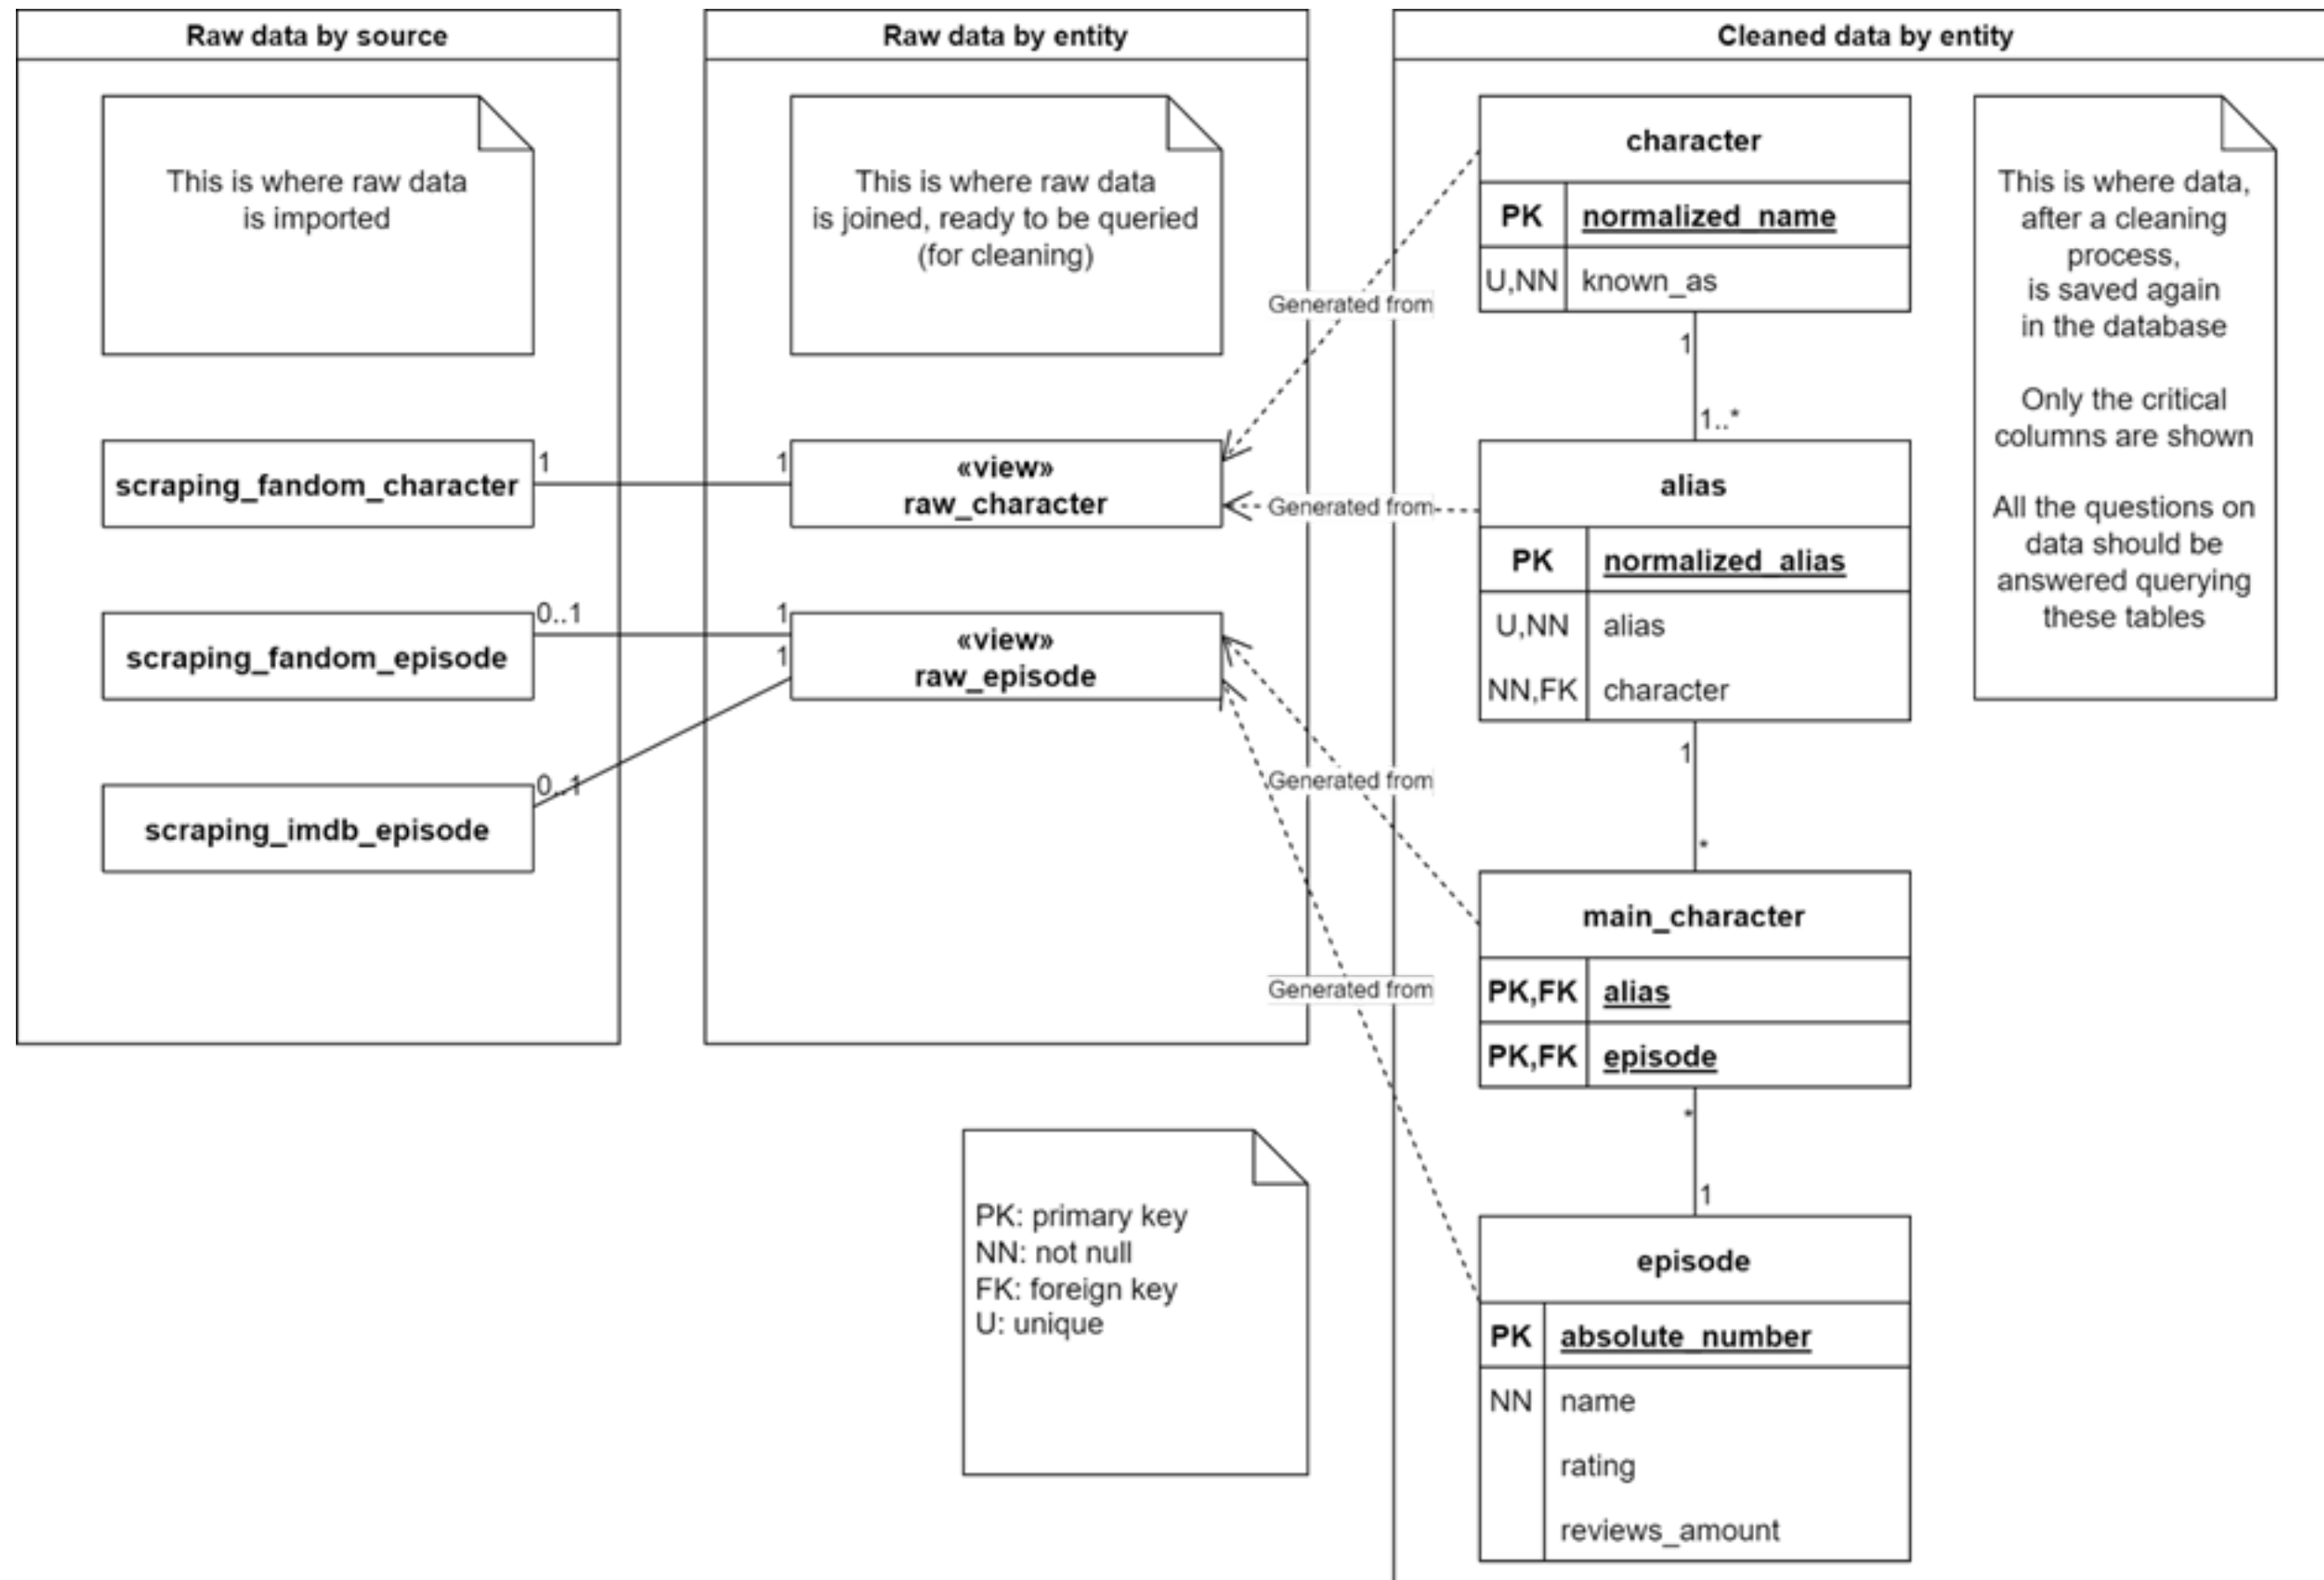 Raw data by source
This is where raw data
is imported
scraping_fandom_character
1
scraping_fandom_episode
0..1
scraping_imdb_episode
0..1
Raw data by entity
This is where raw data
is joined, ready to be queried
(for cleaning)
1
«view»
raw_character
1
1
«view»
raw_episode
Generated from
Generated from
Generated from
Generated from
PK: primary key
NN: not null
FK: foreign key
U: unique
Cleaned data by entity
character
PK normalized_name
U,NN known_as
1
1..*
alias
PK normalized_alias
U,NN alias
NN,FK character
1
*
main_character
PK,FK alias
PK,FK episode
*
1
episode
PK absolute_number
NN name
rating
reviews_amount
This is where data,
after a cleaning
process,
is saved again
in the database
Only the critical
columns are shown
All the questions on
data should be
answered querying
these tables